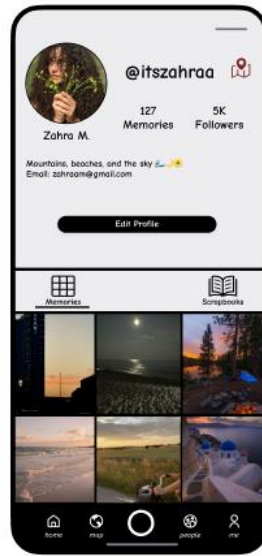 @itszahraa
127 5K
Memories Followers
Zahra M.
Mountains, beaches, and the sky
Email: zahraam@gmail.com
Edit Profile
Memories Scrapbooks
home map people me